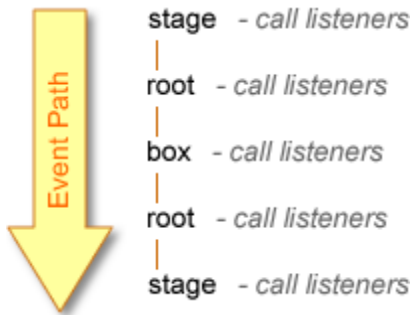 stage - call listeners
root - call listeners
box - call listeners
root - call listeners
stage - call listeners
Event Path